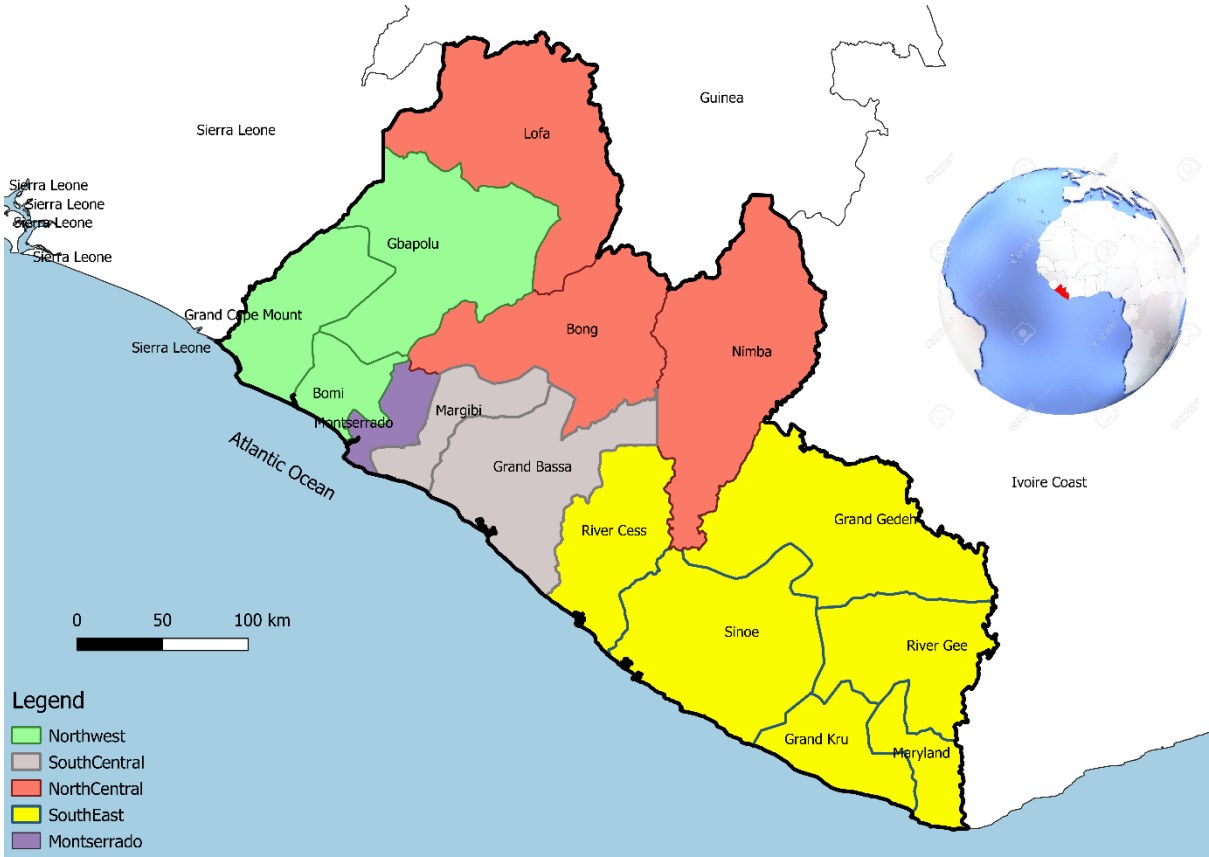 Guinea
Sierra Leone
Lofa
Sierra Leone
Sierra Leone
Sierra Leone
Sierra Leone
Gbapolu
Grand Cape Mount
Sierra Leone
Bong
Nimba
Bomi
Montserrado
Margibi
Atlantic Ocean
Grand Bassa
Ivoire Coast
River Cess
Grand Gedeh
0 50 100 km
Sinoe
River Gee
Grand Kru
Maryland
Legend
Northwest
SouthCentral
NorthCentral
SouthEast
Montserrado